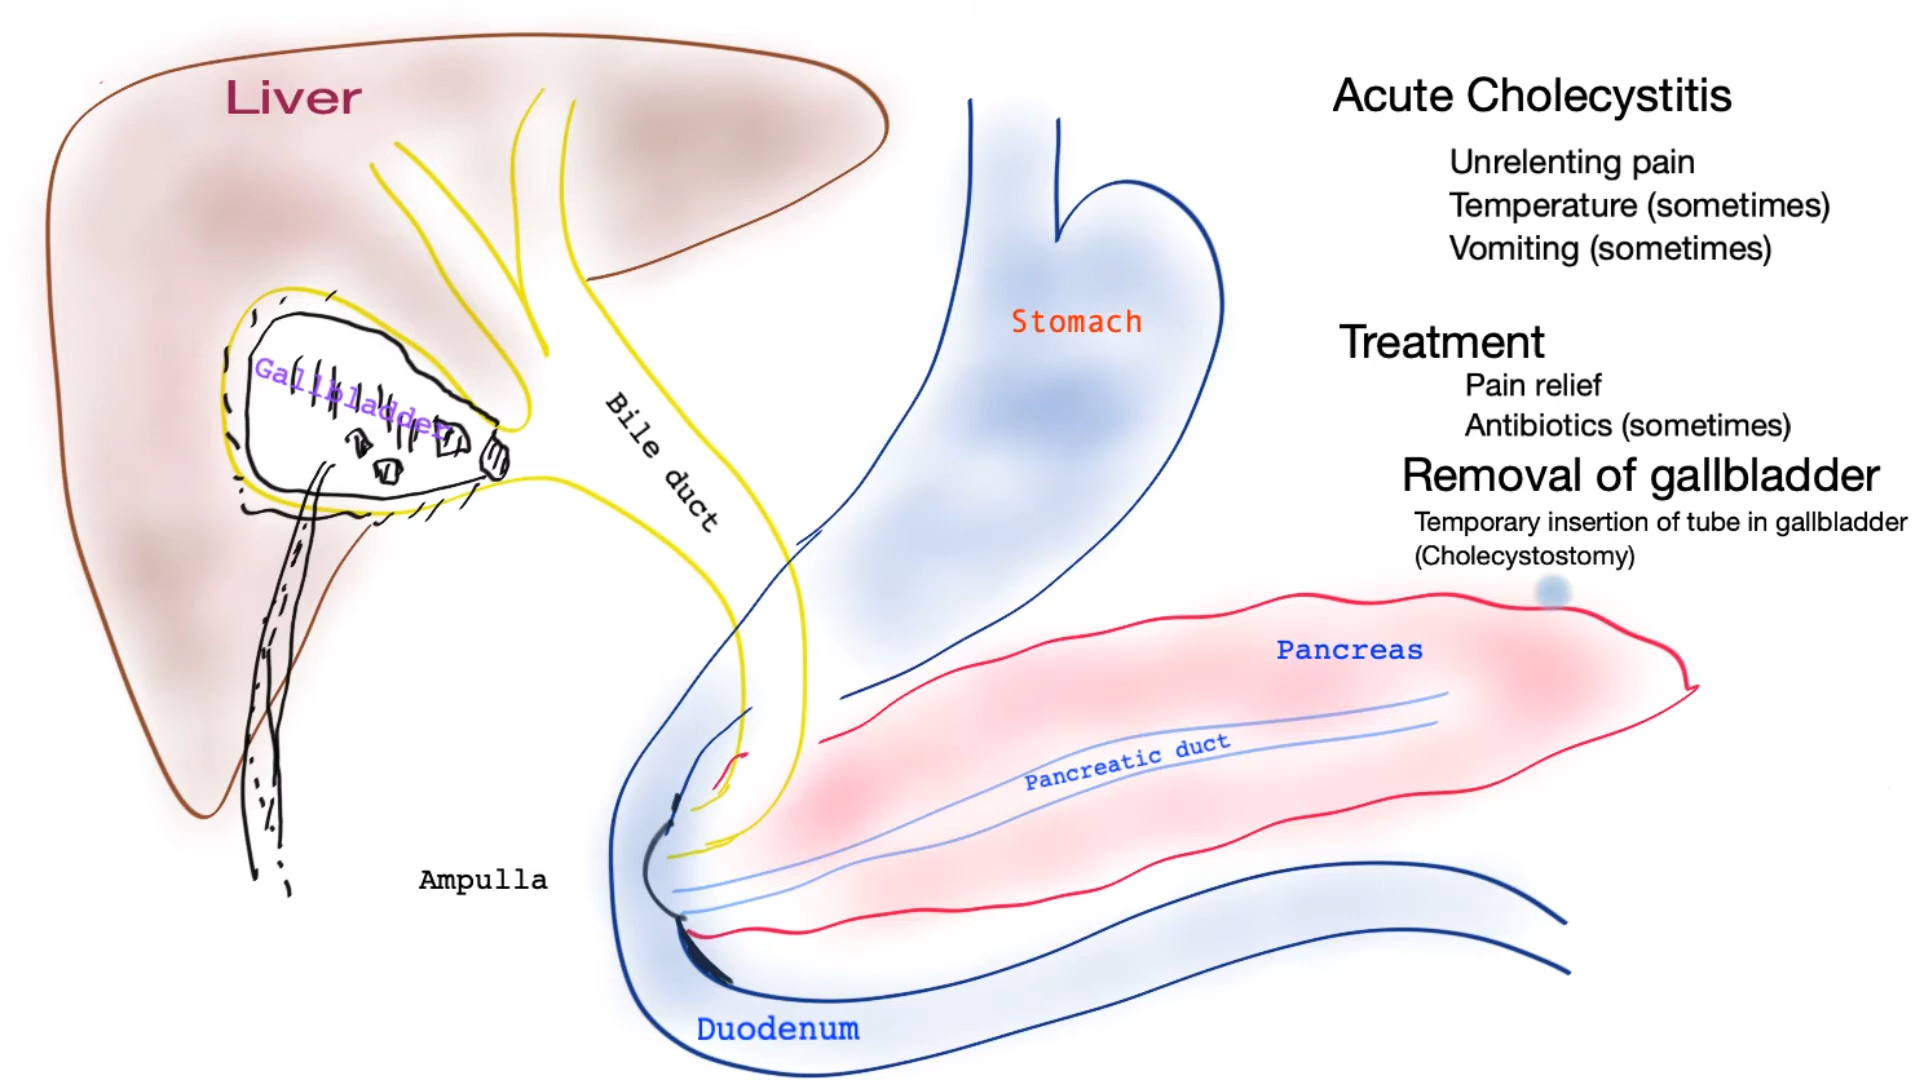 Liver
Gallbladder
Bile duct
Stomach
Ampulla
Pancreas
Pancreatic duct
Duodenum
Acute Cholecystitis
Unrelenting pain
Temperature (sometimes)
Vomiting (sometimes)
Treatment
Pain relief
Antibiotics (sometimes)
Removal of gallbladder
Temporary insertion of tube in gallbladder
(Cholecystostomy)